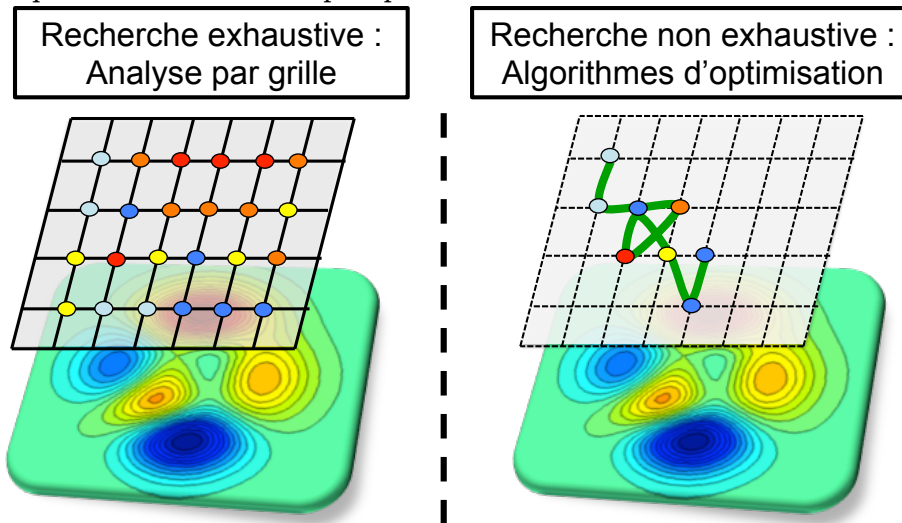 Recherche exhaustive :
Analyse par grille
Recherche non exhaustive :
Algorithmes d'optimisation